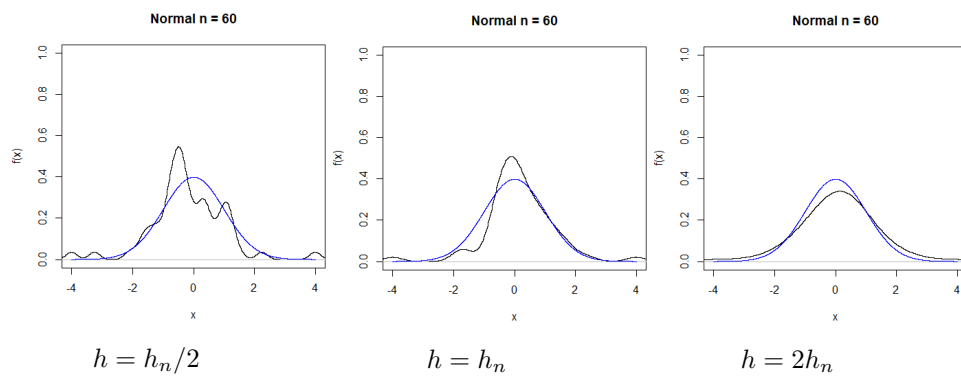 Normal n = 60
f(x)
0.0 0.2 0.4 0.6 0.8 1.0
-4 -2 0 2 4
x
h = hₙ/2
Normal n = 60
f(x)
0.0 0.2 0.4 0.6 0.8 1.0
-4 -2 0 2 4
x
h = hₙ
Normal n = 60
f(x)
0.0 0.2 0.4 0.6 0.8 1.0
-4 -2 0 2 4
x
h = 2hₙ